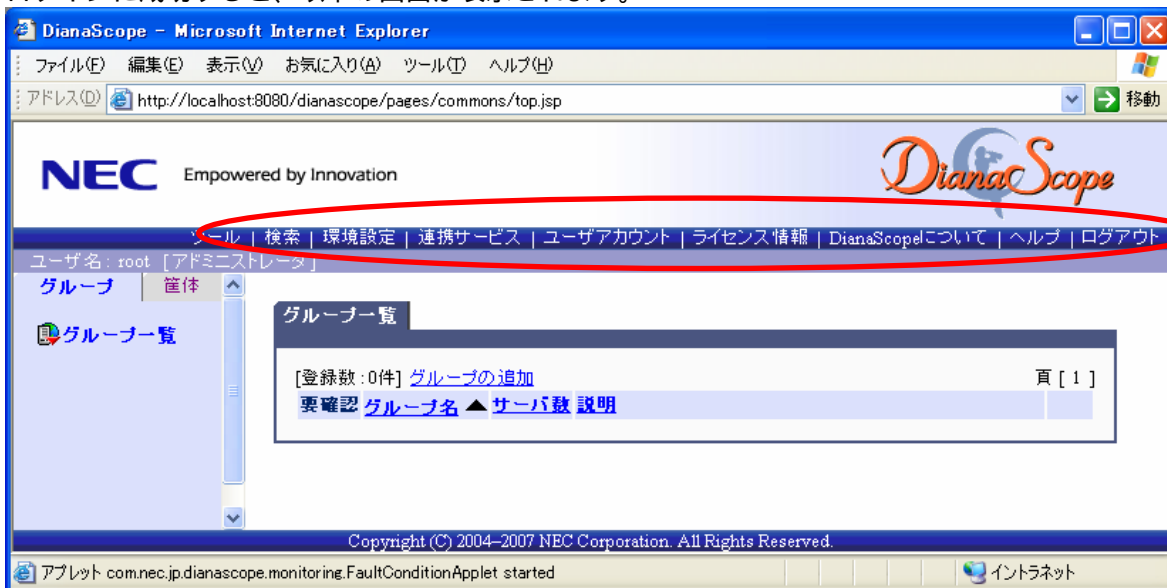 DianaScope - Microsoft Internet Explorer
ファイル(F) 編集(E) 表示(V) お気に入り(A) ツール(T) ヘルプ(H)
アドレス(D) http://localhost:8080/dianascope/pages/commons/top.jsp 移動
NEC Empowered by Innovation DianaScope
ツール | 検索 | 環境設定 | 連携サービス | ユーザアカウント | ライセンス情報 | DianaScopeについて | ヘルプ | ログアウト
ユーザ名 : root [アドミニストレータ]
グループ 筐体
グループ一覧
グループ一覧
[登録数 : 0件] グループの追加 頁 [ 1 ]
要確認 グループ名 ▲ サーバ数 説明
Copyright (C) 2004–2007 NEC Corporation. All Rights Reserved.
アプレット com.nec.jp.dianascope.monitoring.FaultConditionApplet started イントラネット